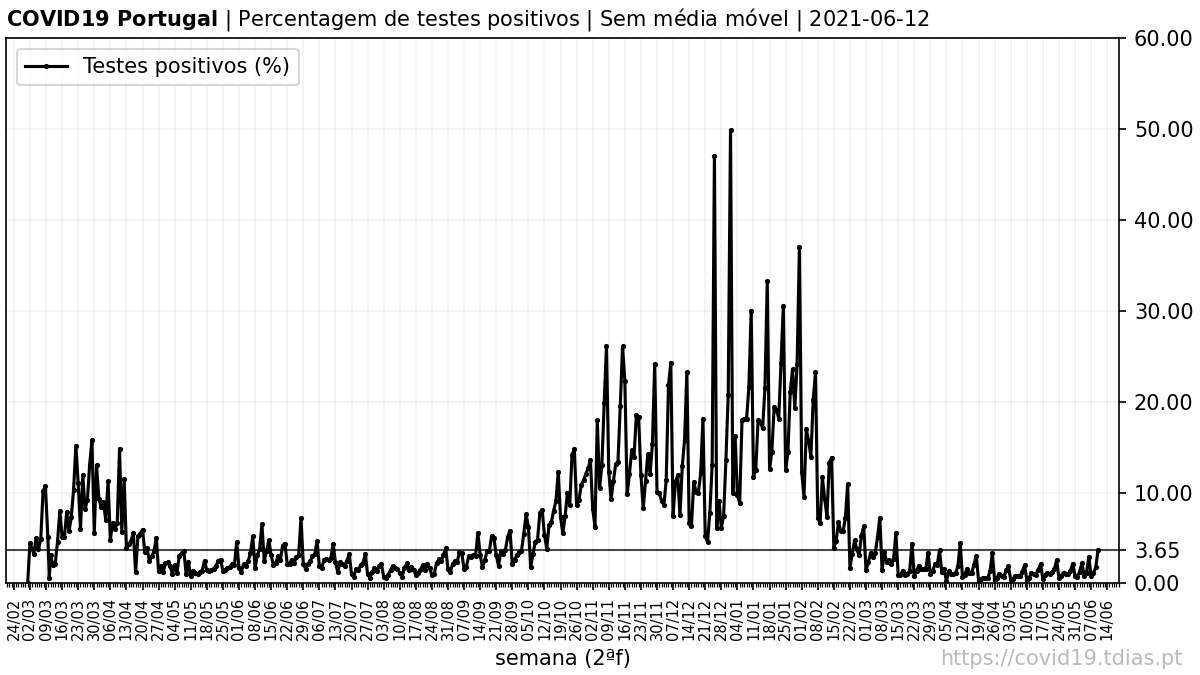 COVID19 Portugal | Percentagem de testes positivos | Sem média móvel | 2021-06-12
Testes positivos (%)
60.00
50.00
40.00
30.00
20.00
10.00
3.65
0.00
24/02 02/03 09/03 16/03 23/03 30/03 06/04 13/04 20/04 27/04 04/05 11/05 18/05 25/05 01/06 08/06 15/06 22/06 29/06 06/07 13/07 20/07 27/07 03/08 10/08 17/08 24/08 31/08 07/09 14/09 21/09 28/09 05/10 12/10 19/10 26/10 02/11 09/11 16/11 23/11 30/11 07/12 14/12 21/12 28/12 04/01 11/01 18/01 25/01 01/02 08/02 15/02 22/02 01/03 08/03 15/03 22/03 29/03 05/04 12/04 19/04 26/04 03/05 10/05 17/05 24/05 31/05 07/06 14/06
semana (2ªf)
https://covid19.tdias.pt